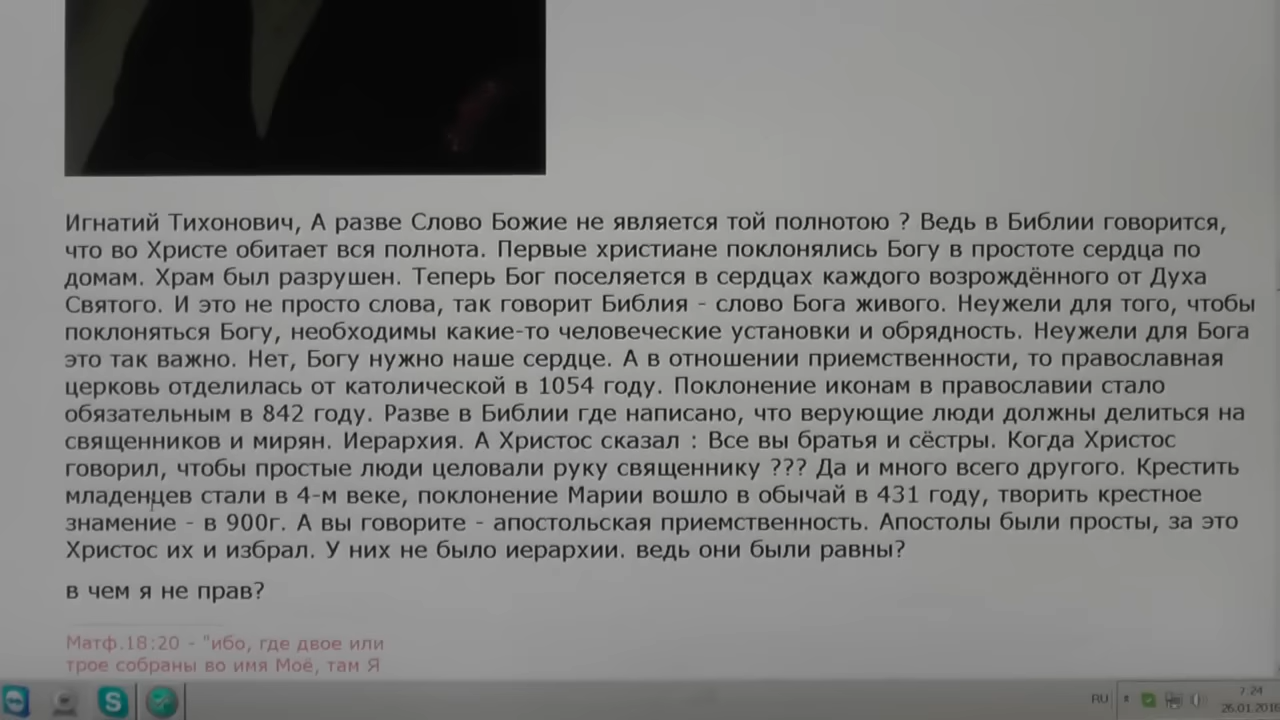 Игнатий Тихонович, А разве Слово Божие не является той полнотою ? Ведь в Библии говорится,
что во Христе обитает вся полнота. Первые христиане поклонялись Богу в простоте сердца по
домам. Храм был разрушен. Теперь Бог поселяется в сердцах каждого возрождённого от Духа
Святого. И это не просто слова, так говорит Библия - слово Бога живого. Неужели для того, чтобы
поклоняться Богу, необходимы какие-то человеческие установки и обрядность. Неужели для Бога
это так важно. Нет, Богу нужно наше сердце. А в отношении приемственности, то православная
церковь отделилась от католической в 1054 году. Поклонение иконам в православии стало
обязательным в 842 году. Разве в Библии где написано, что верующие люди должны делиться на
священников и мирян. Иерархия. А Христос сказал : Все вы братья и сёстры. Когда Христос
говорил, чтобы простые люди целовали руку священнику ??? Да и много всего другого. Крестить
младенцев стали в 4-м веке, поклонение Марии вошло в обычай в 431 году, творить крестное
знамение - в 900г. А вы говорите - апостольская приемственность. Апостолы были просты, за это
Христос их и избрал. У них не было иерархии. ведь они были равны?
в чем я не прав?
Матф.18:20 - "ибо, где двое или
трое собраны во имя Моё, там Я
RU
7:24
26.01.2016